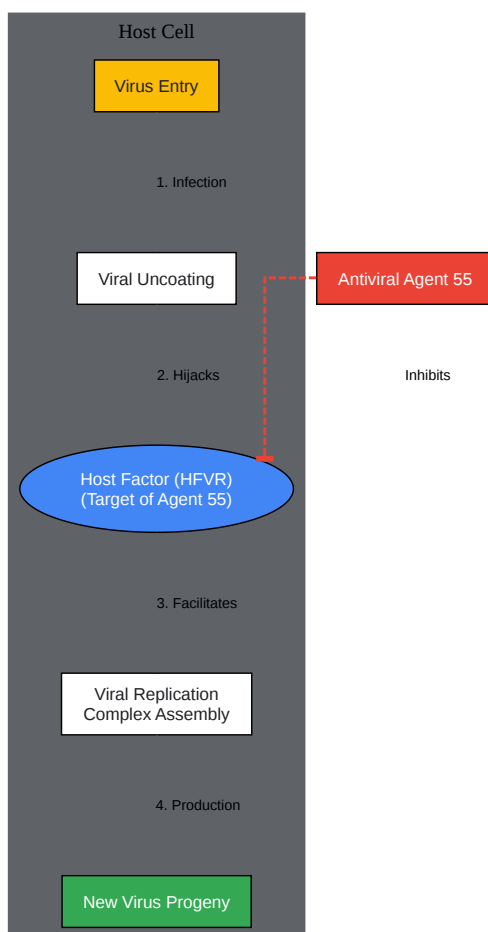 Host Cell
Virus Entry
1. Infection
Viral Uncoating
Antiviral Agent 55
2. Hijacks
Inhibits
Host Factor (HFVR)
(Target of Agent 55)
3. Facilitates
Viral Replication
Complex Assembly
4. Production
New Virus Progeny